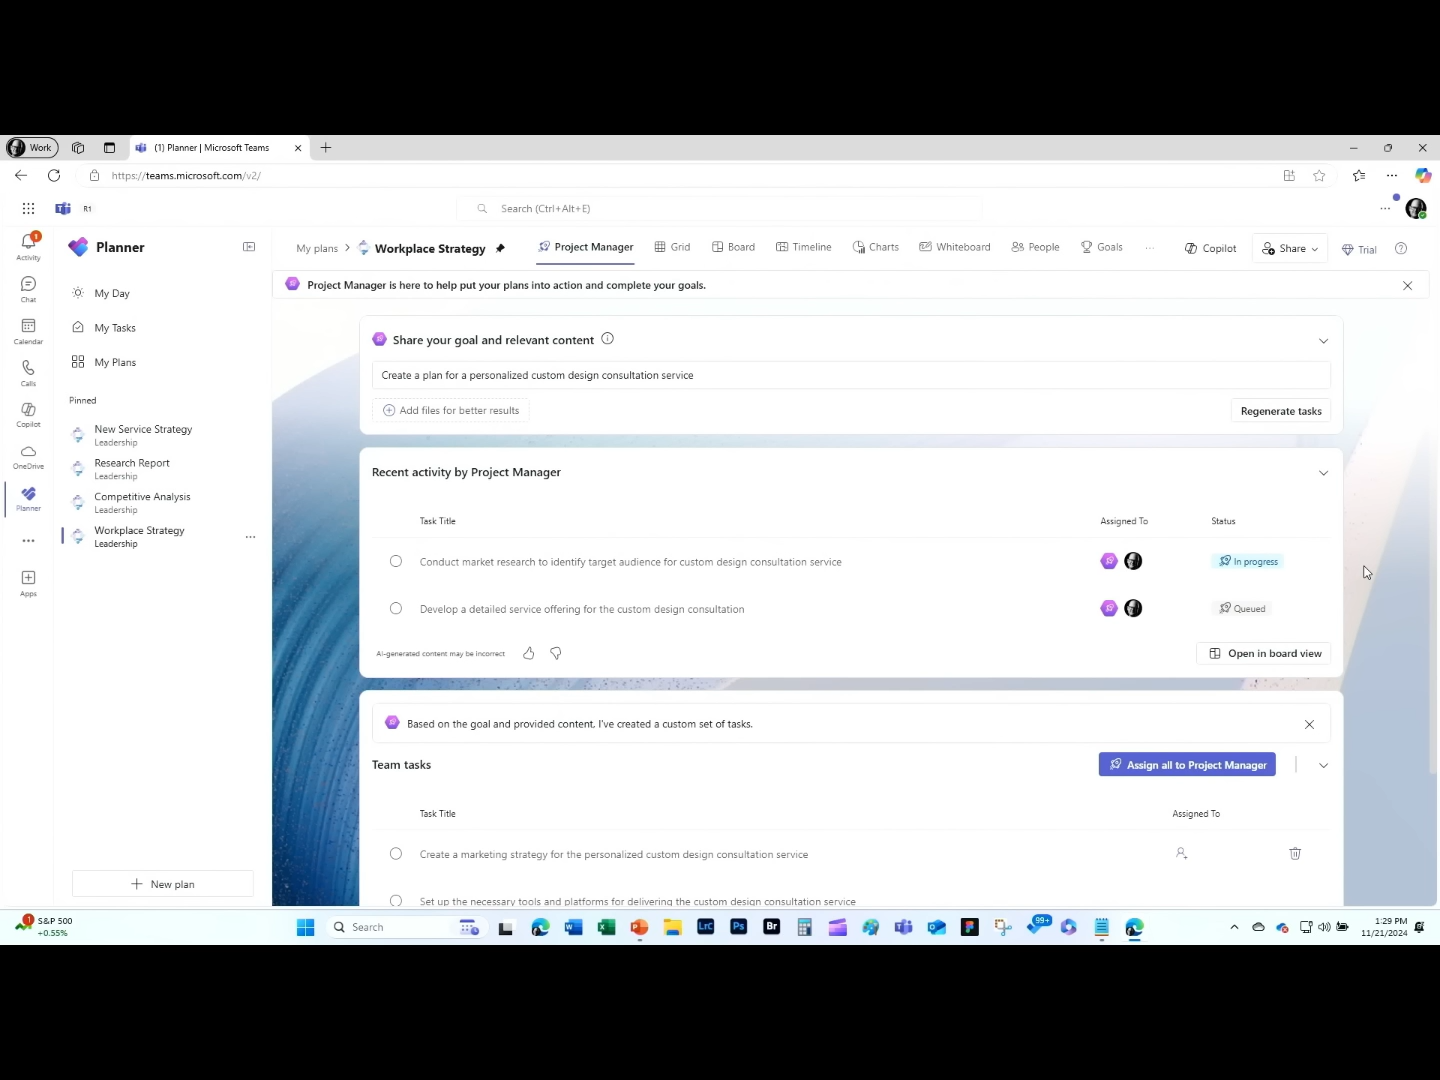 Work
(1) Planner | Microsoft Teams
https://teams.microsoft.com/v2/
R1
Search (Ctrl+Alt+E)
1
Activity
Chat
Calendar
Calls
Copilot
OneDrive
Planner
Apps
Planner
My Day
My Tasks
My Plans
Pinned
New Service Strategy
Leadership
Research Report
Leadership
Competitive Analysis
Leadership
Workplace Strategy
Leadership
New plan
My plans > Workplace Strategy
Project Manager
Grid
Board
Timeline
Charts
Whiteboard
People
Goals
Copilot
Share
Trial
Project Manager is here to help put your plans into action and complete your goals.
Share your goal and relevant content
Create a plan for a personalized custom design consultation service
Add files for better results
Regenerate tasks
Recent activity by Project Manager
Task Title Assigned To Status
Conduct market research to identify target audience for custom design consultation service In progress
Develop a detailed service offering for the custom design consultation Queued
AI-generated content may be incorrect
Open in board view
Based on the goal and provided content, I've created a custom set of tasks.
Team tasks
Assign all to Project Manager
Task Title Assigned To
Create a marketing strategy for the personalized custom design consultation service
Set up the necessary tools and platforms for delivering the custom design consultation service
1
S&P 500
+0.55%
Search
LrC
Ps
Br
99+
1:29 PM
11/21/2024